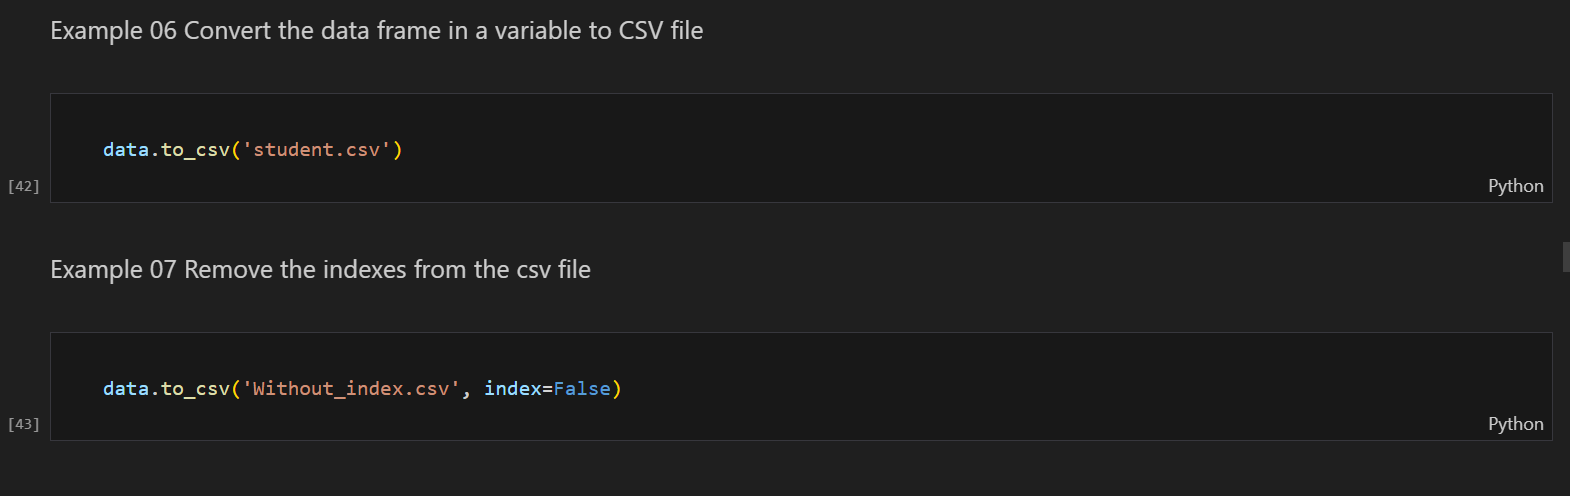 Example 06 Convert the data frame in a variable to CSV file
data.to_csv('student.csv')
[42]
Python
Example 07 Remove the indexes from the csv file
data.to_csv('Without_index.csv', index=False)
[43]
Python